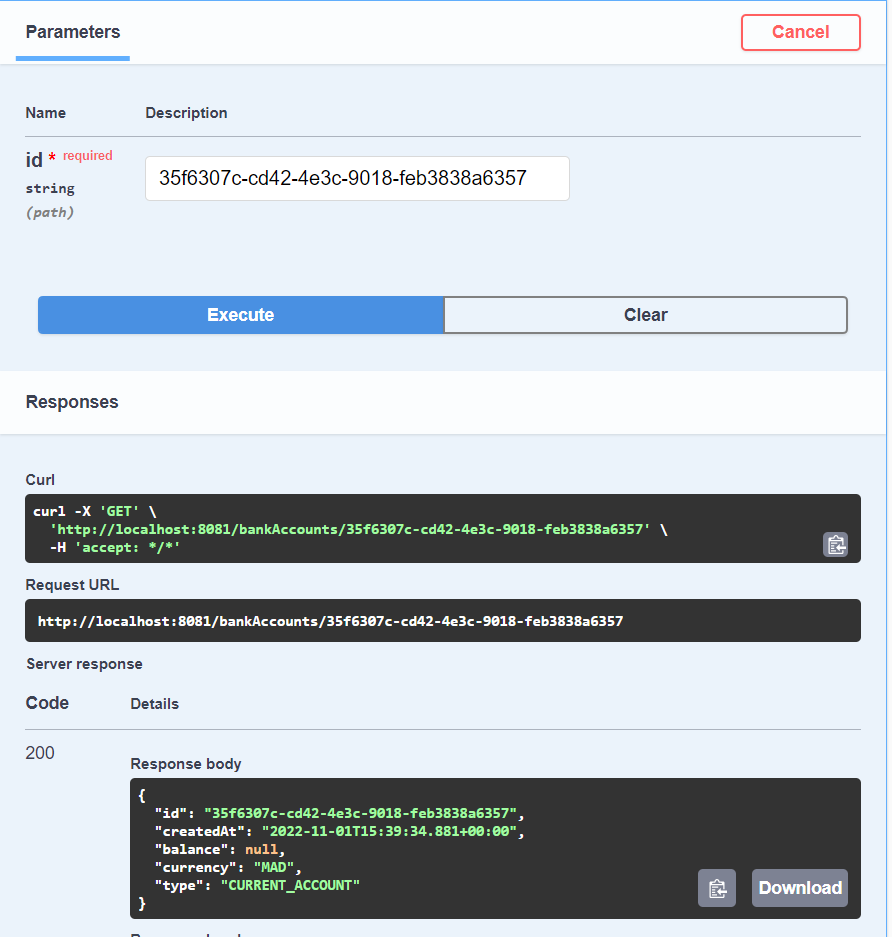 Parameters
Cancel
Name Description
id * required
string
(path)
35f6307c-cd42-4e3c-9018-feb3838a6357
Execute Clear
Responses
Curl
curl -X 'GET' \
'http://localhost:8081/bankAccounts/35f6307c-cd42-4e3c-9018-feb3838a6357' \
-H 'accept: */*'
Request URL
http://localhost:8081/bankAccounts/35f6307c-cd42-4e3c-9018-feb3838a6357
Server response
Code Details
200
Response body
{
"id": "35f6307c-cd42-4e3c-9018-feb3838a6357",
"createdAt": "2022-11-01T15:39:34.881+00:00",
"balance": null,
"currency": "MAD",
"type": "CURRENT_ACCOUNT"
}
Download